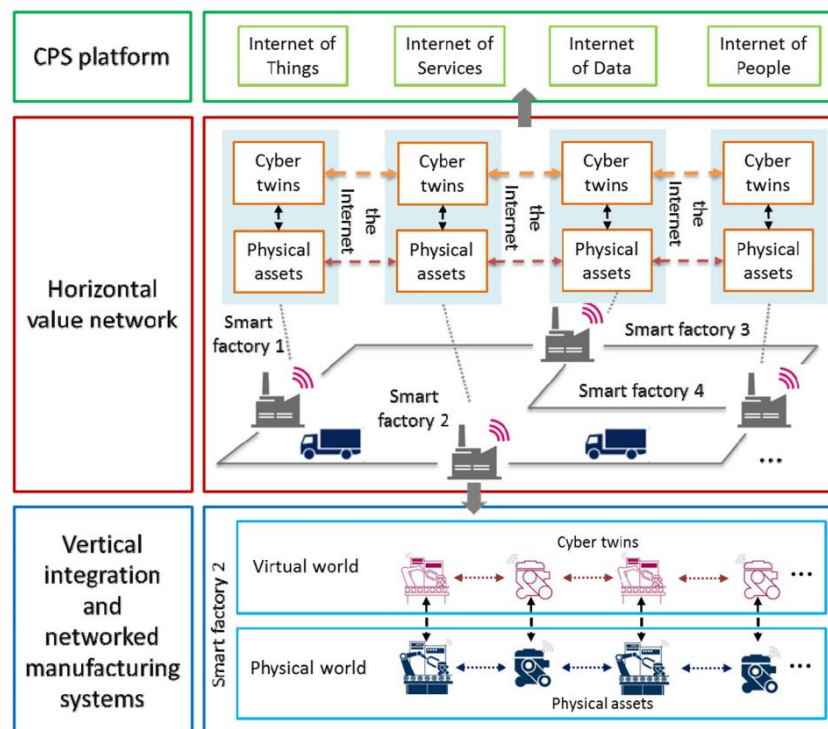 CPS platform
Internet of
Things
Internet of
Services
Internet
of Data
Internet of
People
Horizontal
value network
Cyber
twins
Cyber
twins
Cyber
twins
Cyber
twins
the
Internet
the
Internet
the
Internet
Physical
assets
Physical
assets
Physical
assets
Physical
assets
Smart
factory 1
Smart
factory 2
Smart factory 3
Smart factory 4
...
Vertical
integration
and
networked
manufacturing
systems
Smart factory 2
Virtual world
Cyber twins
...
Physical world
Physical assets
...